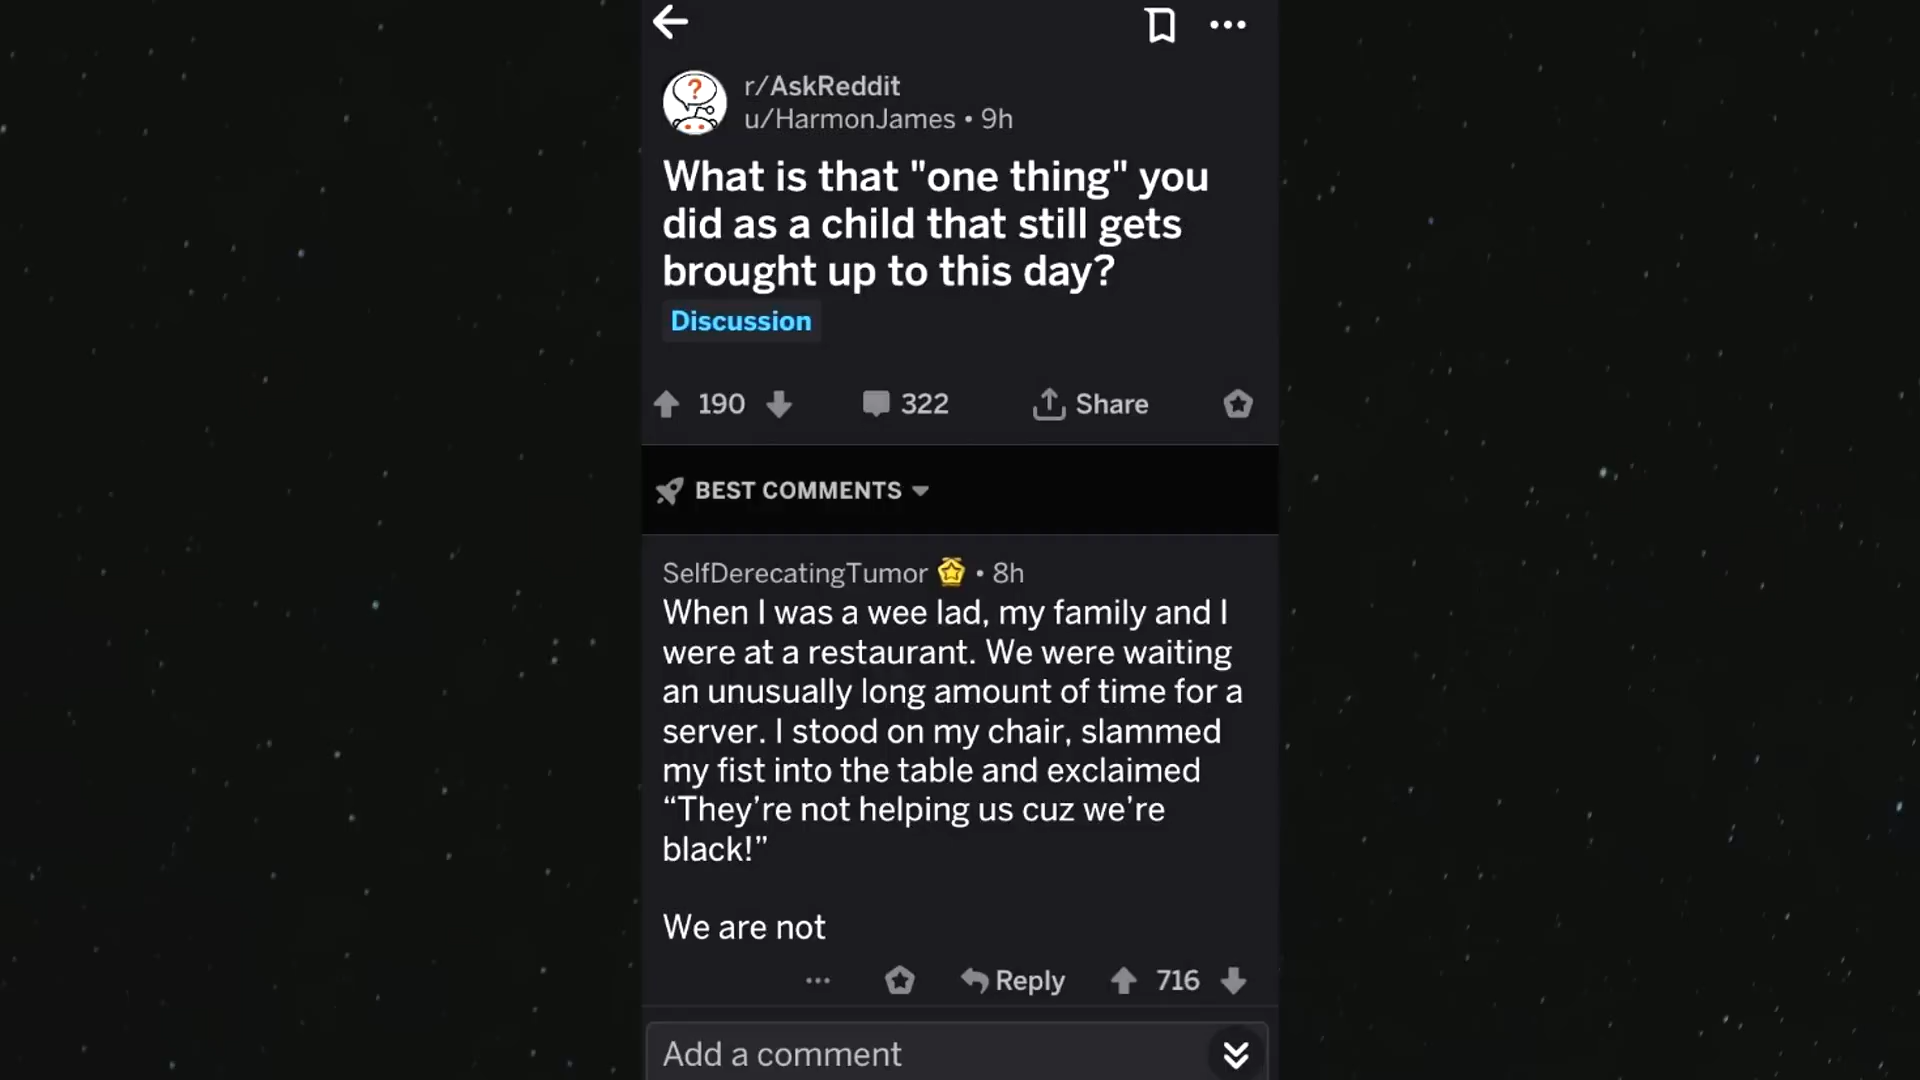 r/AskReddit
u/HarmonJames • 9h
What is that "one thing" you
did as a child that still gets
brought up to this day?
Discussion
190 322 Share
BEST COMMENTS
SelfDerecatingTumor • 8h
When I was a wee lad, my family and I
were at a restaurant. We were waiting
an unusually long amount of time for a
server. I stood on my chair, slammed
my fist into the table and exclaimed
“They’re not helping us cuz we’re
black!”
We are not
Reply 716
Add a comment